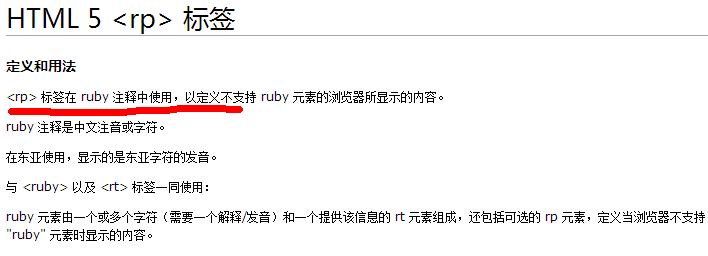 HTML 5 <rp> 标签
定义和用法
<rp> 标签在 ruby 注释中使用，以定义不支持 ruby 元素的浏览器所显示的内容。
ruby 注释是中文注音或字符。
在东亚使用，显示的是东亚字符的发音。
与 <ruby> 以及 <rt> 标签一同使用：
ruby 元素由一个或多个字符（需要一个解释/发音）和一个提供该信息的 rt 元素组成，还包括可选的 rp 元素，定义当浏览器不支持
"ruby" 元素时显示的内容。